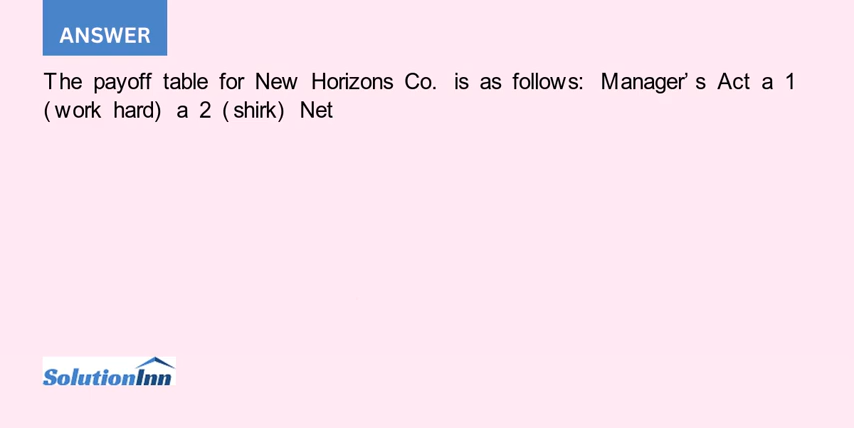 ANSWER
The payoff table for New Horizons Co. is as follows: Manager's Act a 1
(work hard) a 2 (shirk) Net
SolutionInn